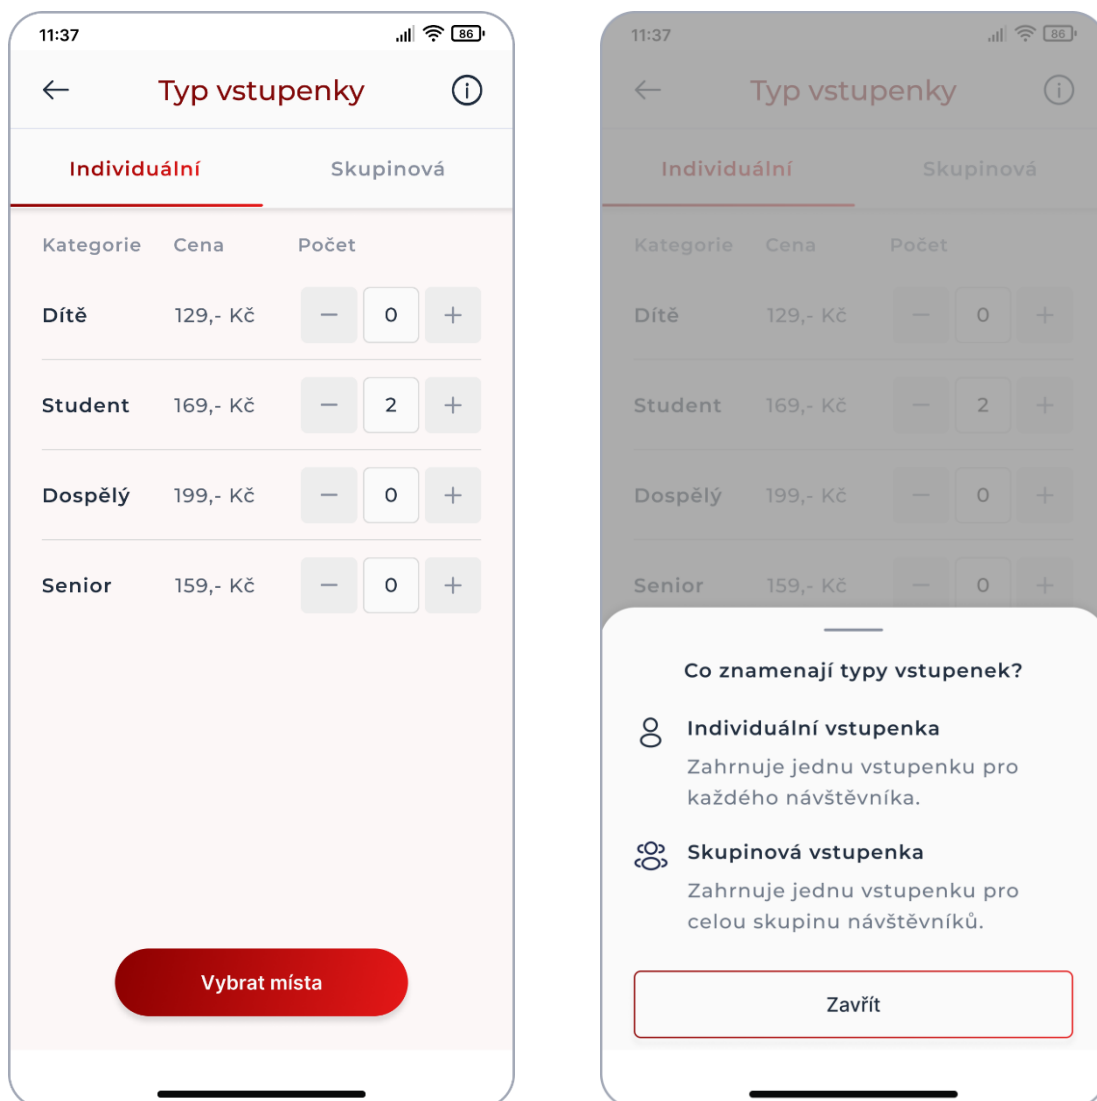 11:37
86
Typ vstupenky
Individuální Skupinová
Kategorie Cena Počet
Dítě 129,- Kč − 0 +
Student 169,- Kč − 2 +
Dospělý 199,- Kč − 0 +
Senior 159,- Kč − 0 +
Vybrat místa
11:37
86
Typ vstupenky
Individuální Skupinová
Kategorie Cena Počet
Dítě 129,- Kč − 0 +
Student 169,- Kč − 2 +
Dospělý 199,- Kč − 0 +
Senior 159,- Kč − 0 +
Co znamenají typy vstupenek?
Individuální vstupenka
Zahrnuje jednu vstupenku pro
každého návštěvníka.
Skupinová vstupenka
Zahrnuje jednu vstupenku pro
celou skupinu návštěvníků.
Zavřít